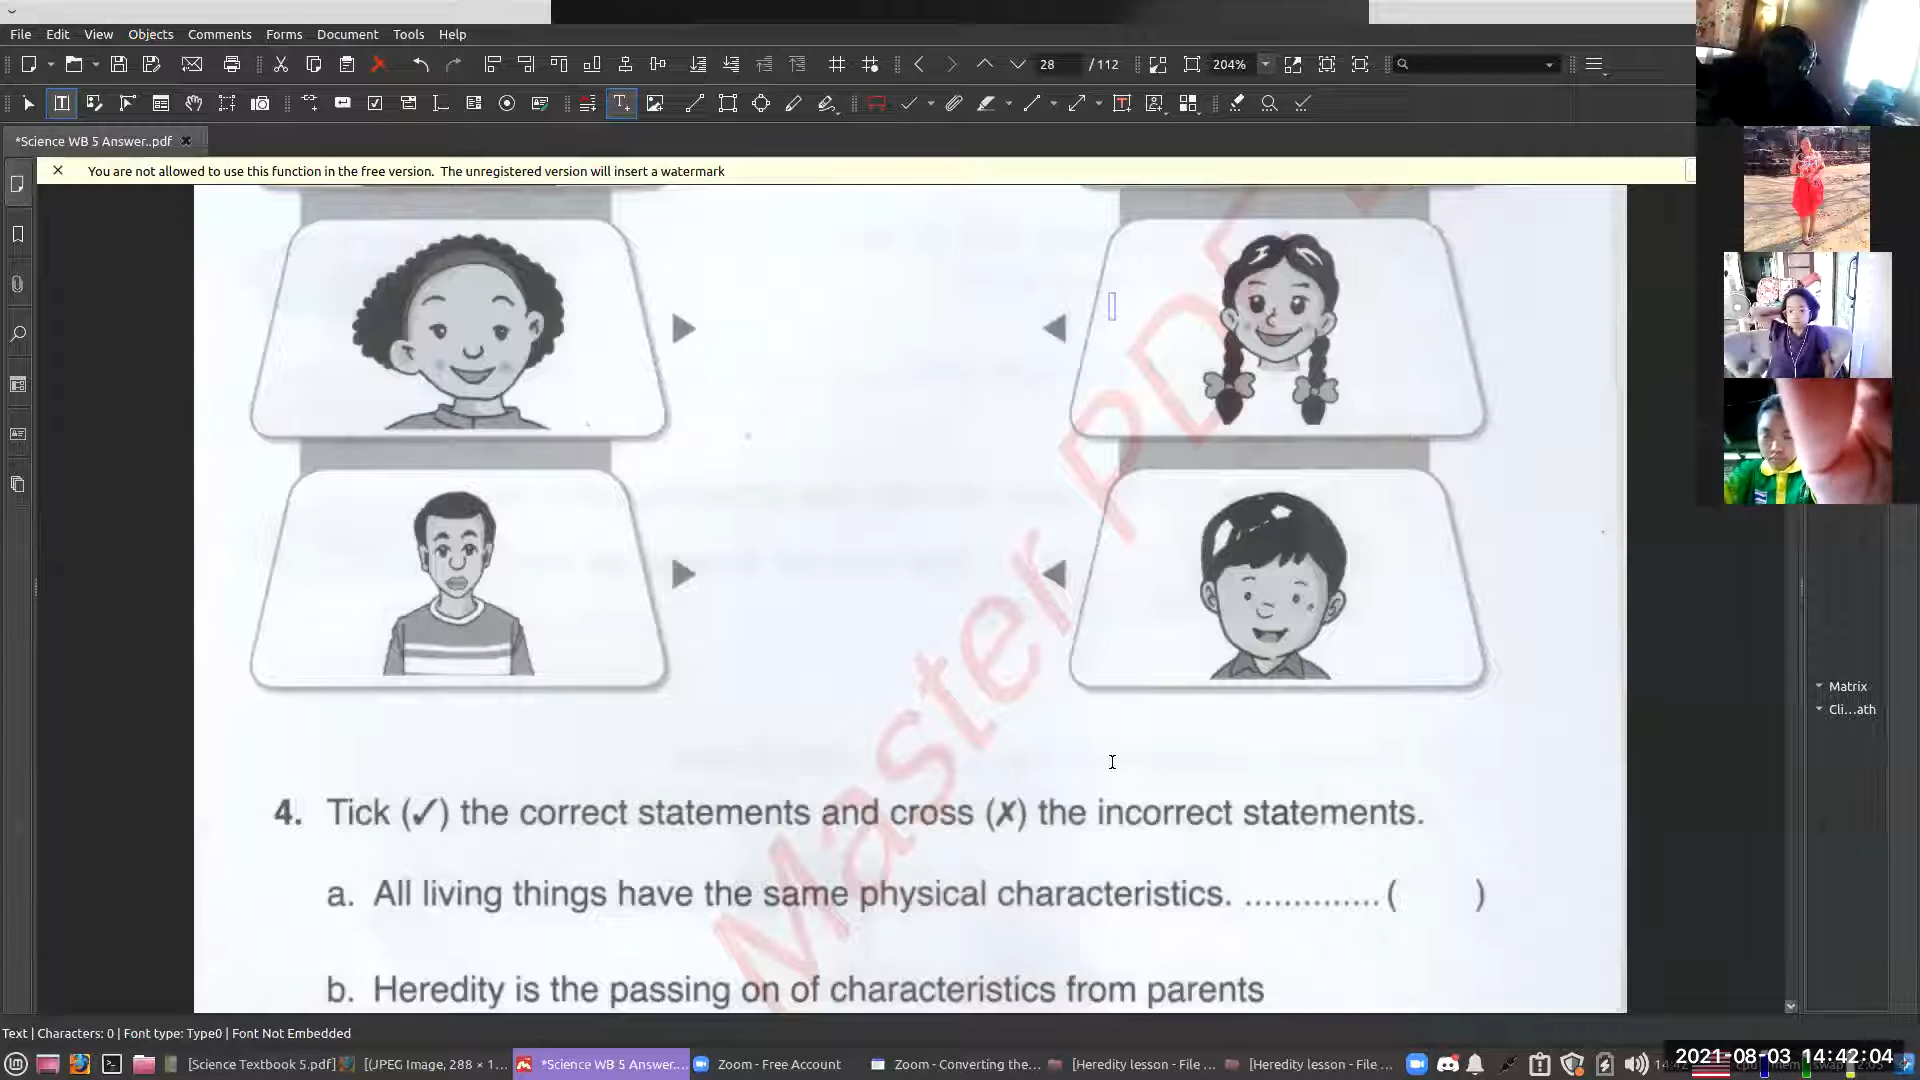 File Edit View Objects Comments Forms Document Tools Help
28 / 112 204%
*Science WB 5 Answer..pdf
You are not allowed to use this function in the free version. The unregistered version will insert a watermark
Master PDF
4. Tick (✓) the correct statements and cross (✗) the incorrect statements.
a. All living things have the same physical characteristics. ..............( )
b. Heredity is the passing on of characteristics from parents
Matrix
Cli...ath
Text | Characters: 0 | Font type: Type0 | Font Not Embedded
[Science Textbook 5.pdf] [(JPEG Image, 288 × 1... *Science WB 5 Answer.... Zoom - Free Account Zoom - Converting the... [Heredity lesson - File ... [Heredity lesson - File ...
2021-08-03 14:42:04